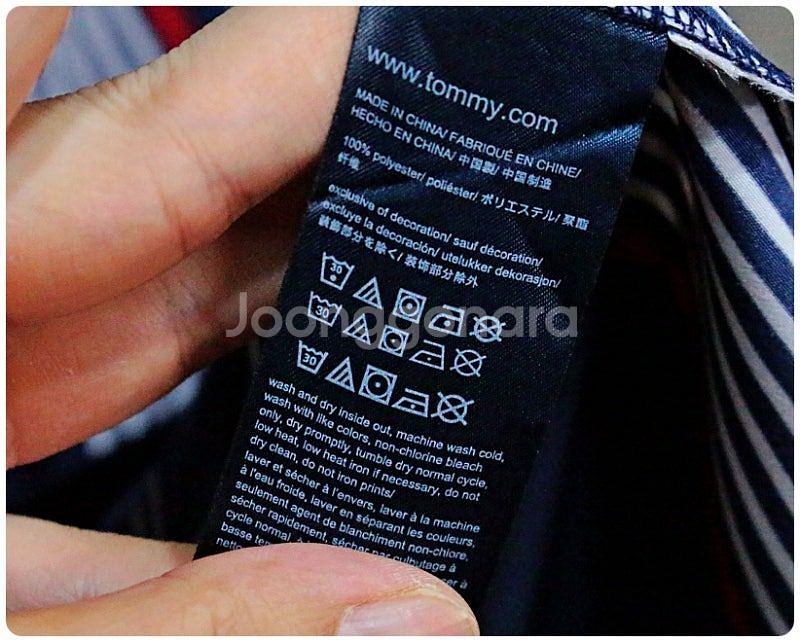 www.tommy.com
MADE IN CHINA/ FABRIQUÉ EN CHINE/
HECHO EN CHINA/ 中国製/ 中国制造
100% polyester/ poliéster/ ポリエステル/ 聚酯
纤维
exclusive of decoration/ sauf décoration/
excluye la decoración/ utelukker dekorasjon/
装飾部分を除く/ 装饰部分除外
30
30
30
Joonggonara
wash and dry inside out, machine wash cold,
wash with like colors, non-chlorine bleach
only, dry promptly, tumble dry normal cycle,
low heat, low heat iron if necessary, do not
dry clean, do not iron prints/
laver et sécher à l'envers, laver à la machine
à l'eau froide, laver en séparant les couleurs,
seulement agent de blanchiment non-chlore,
sécher rapidement, sécher par culbutage à
cycle normal, à
basse
nett